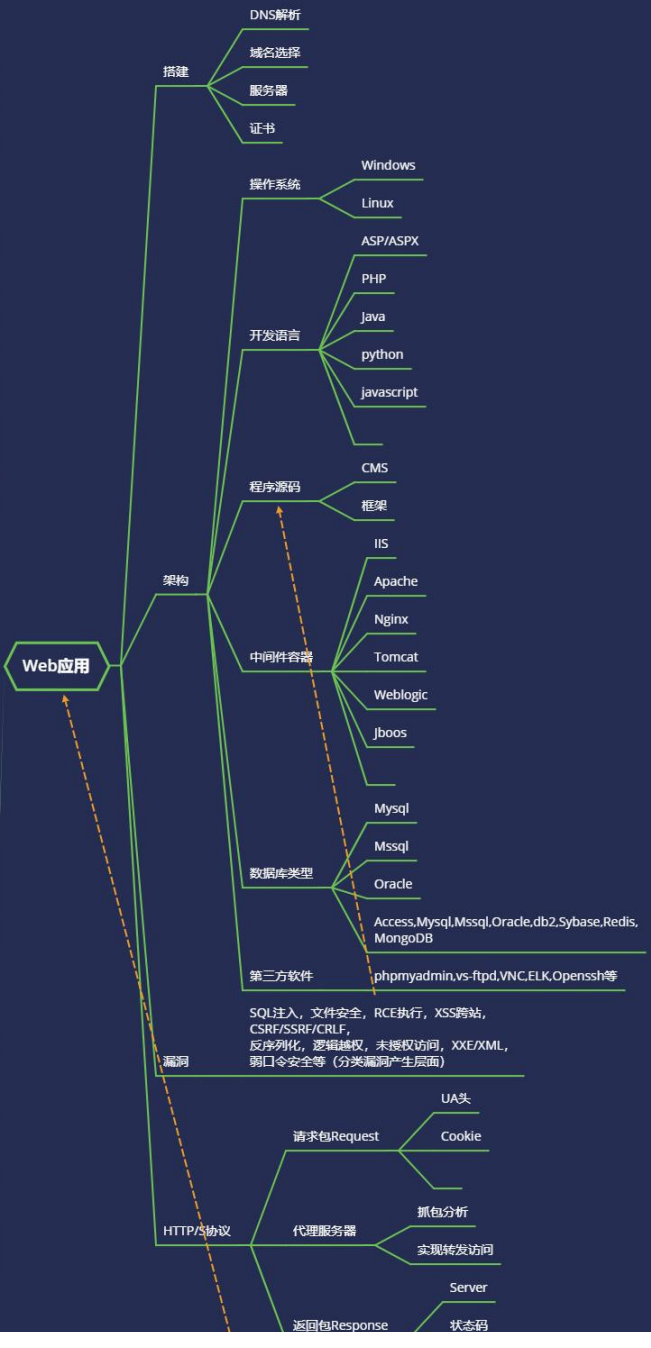 DNS解析
域名选择
搭建
服务器
证书
Windows
操作系统
Linux
ASP/ASPX
PHP
Java
开发语言
python
javascript
CMS
程序源码
框架
IIS
架构
Apache
Nginx
Web应用
中间件容器
Tomcat
Weblogic
Jboos
Mysql
Mssql
数据库类型
Oracle
Access,Mysql,Mssql,Oracle,db2,Sybase,Redis,
MongoDB
第三方软件
phpmyadmin,vs-ftpd,VNC,ELK,Openssh等
SQL注入，文件安全，RCE执行，XSS跨站，
CSRF/SSRF/CRLF，
反序列化，逻辑越权，未授权访问，XXE/XML，
漏洞
弱口令安全等（分类漏洞产生层面）
UA头
请求包Request
Cookie
抓包分析
HTTP/S协议
代理服务器
实现转发访问
Server
返回包Response
状态码